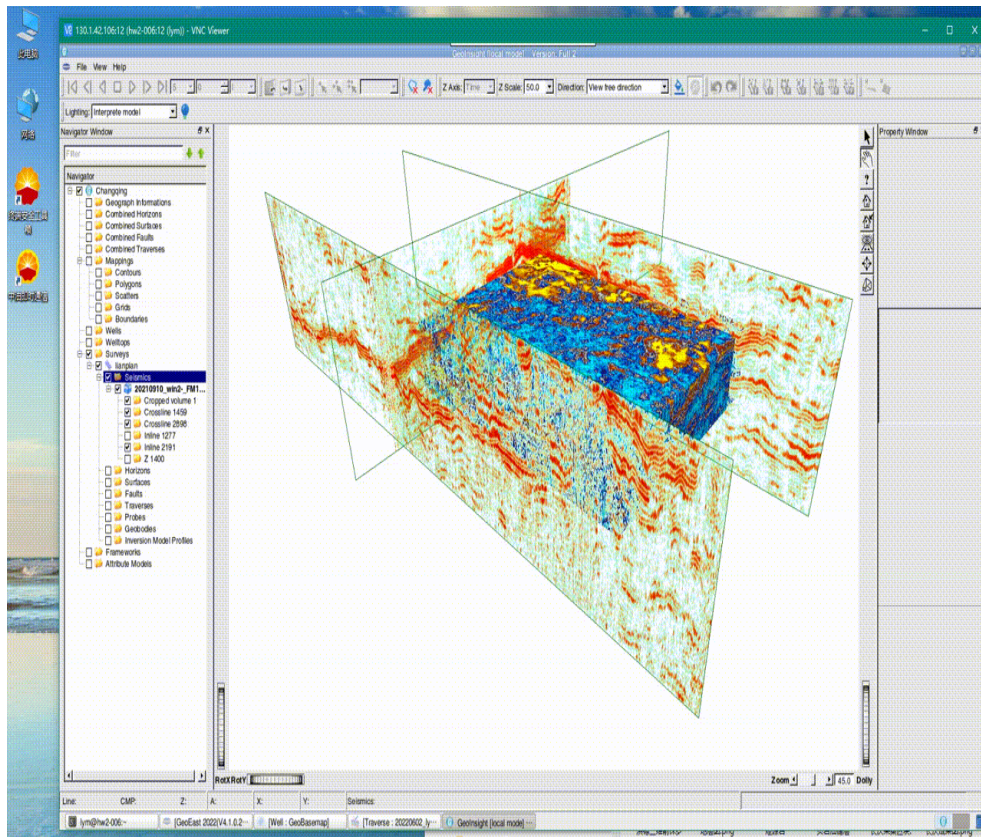 130.1.42.106:12 (hw2-006:12 (lym)) - VNC Viewer
此电脑
GeoInsight [local mode] Version: Full 2
File View Help
Z Axis: Time Z Scale: 50.0 Direction: View free direction
Lighting: Interprete model
Navigator Window
Property Window
网络
Filter
Navigator
Changqing
Geograph Informations
Combined Horizons
Combined Surfaces
Combined Faults
Combined Traverses
Mappings
Contours
Polygons
Scatters
Grids
Boundaries
Wells
Welltops
Surveys
lianpian
Seismics
20210910_win2-_FM1...
Cropped volume 1
Crossline 1459
Crossline 2898
Inline 1277
Inline 2191
Z 1400
Horizons
Surfaces
Faults
Traverses
Probes
Geobodies
Inversion Model Profiles
Frameworks
Attribute Models
RotX RotY
Zoom 45.0 Dolly
Line: CMP: Z: A: X: Y: Seismics:
lym@hw2-006:~ [GeoEast 2022(V4.1.0.2··· [Well : GeoBasemap] [Traverse : 20220602_ly··· GeoInsight [local mode] ···